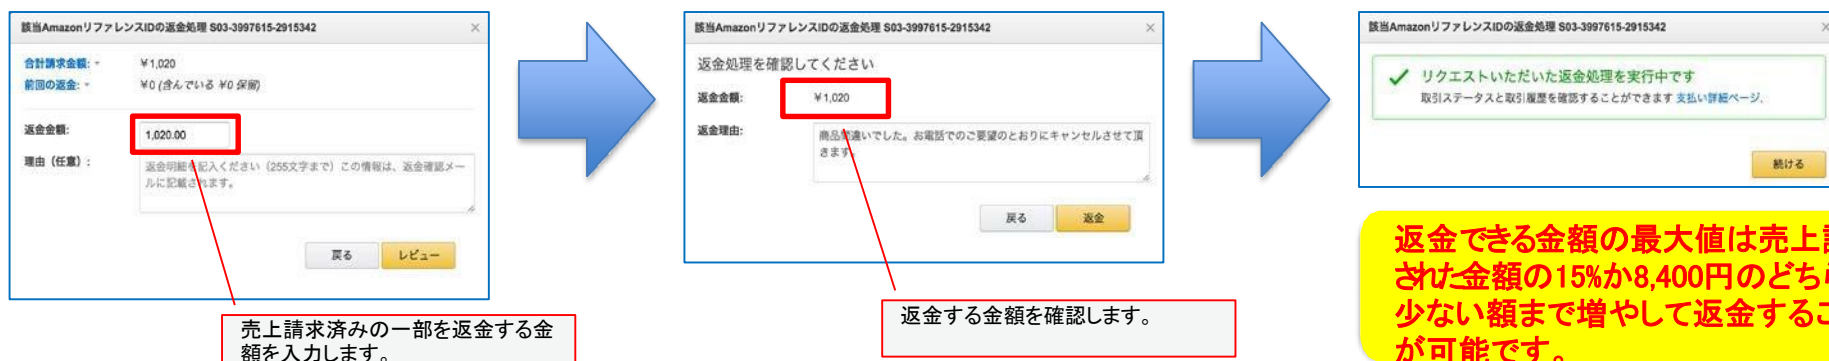 該当AmazonリファレンスIDの返金処理 S03-3997615-2915342
合計請求金額: ¥1,020
前回の返金: ¥0 (含んでいる ¥0 保留)
返金金額: 1,020.00
理由（任意）: 返金明細を記入ください（255文字まで）この情報は、返金確認メー
ルに記載されます。
戻る レビュー
売上請求済みの一部を返金する金
額を入力します。
該当AmazonリファレンスIDの返金処理 S03-3997615-2915342
返金処理を確認してください
返金金額: ¥1,020
返金理由: 商品間違いでした。お電話でのご要望のとおりにキャンセルさせて頂
きます。
戻る 返金
返金する金額を確認します。
該当AmazonリファレンスIDの返金処理 S03-3997615-2915342
リクエストいただいた返金処理を実行中です
取引ステータスと取引履歴を確認することができます 支払い詳細ページ.
続ける
返金できる金額の最大値は売上
された金額の15%か8,400円のどち
少ない額まで増やして返金するこ
が可能です。